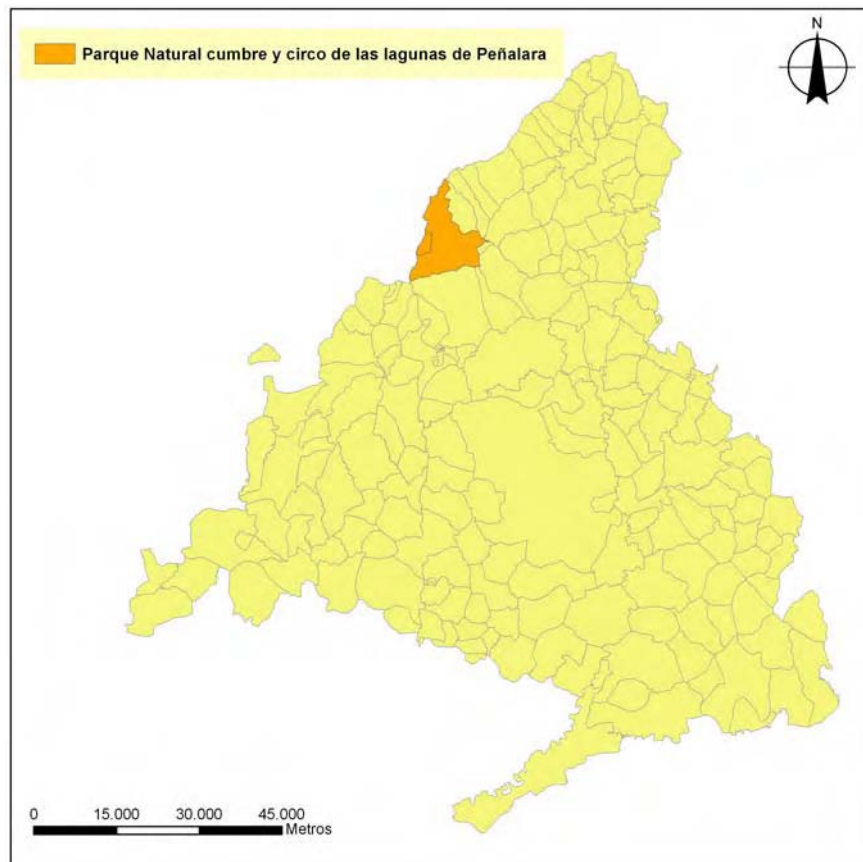 Parque Natural cumbre y circo de las lagunas de Peñalara
N
0 15.000 30.000 45.000
Metros